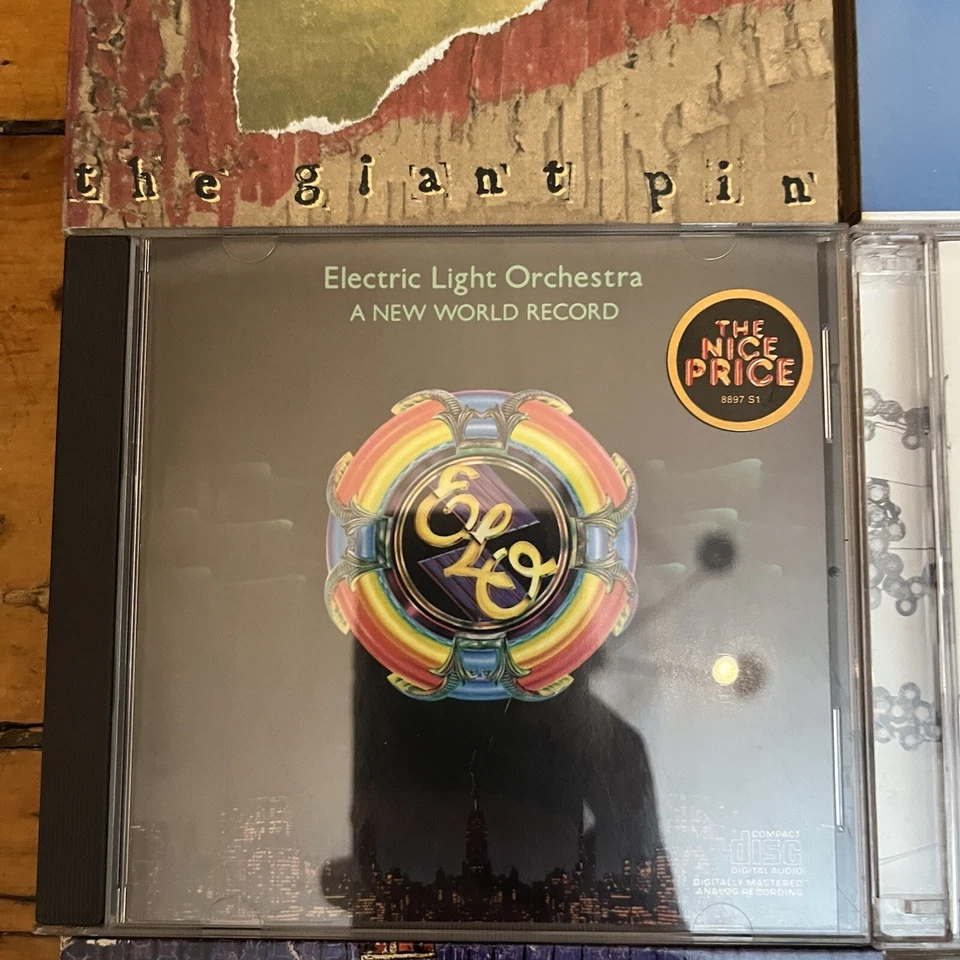 the giant pin
Electric Light Orchestra
A NEW WORLD RECORD
THE
NICE
PRICE
8897 S1
ELO
COMPACT
disc
DIGITAL AUDIO
DIGITALLY MASTERED
ANALOG RECORDING